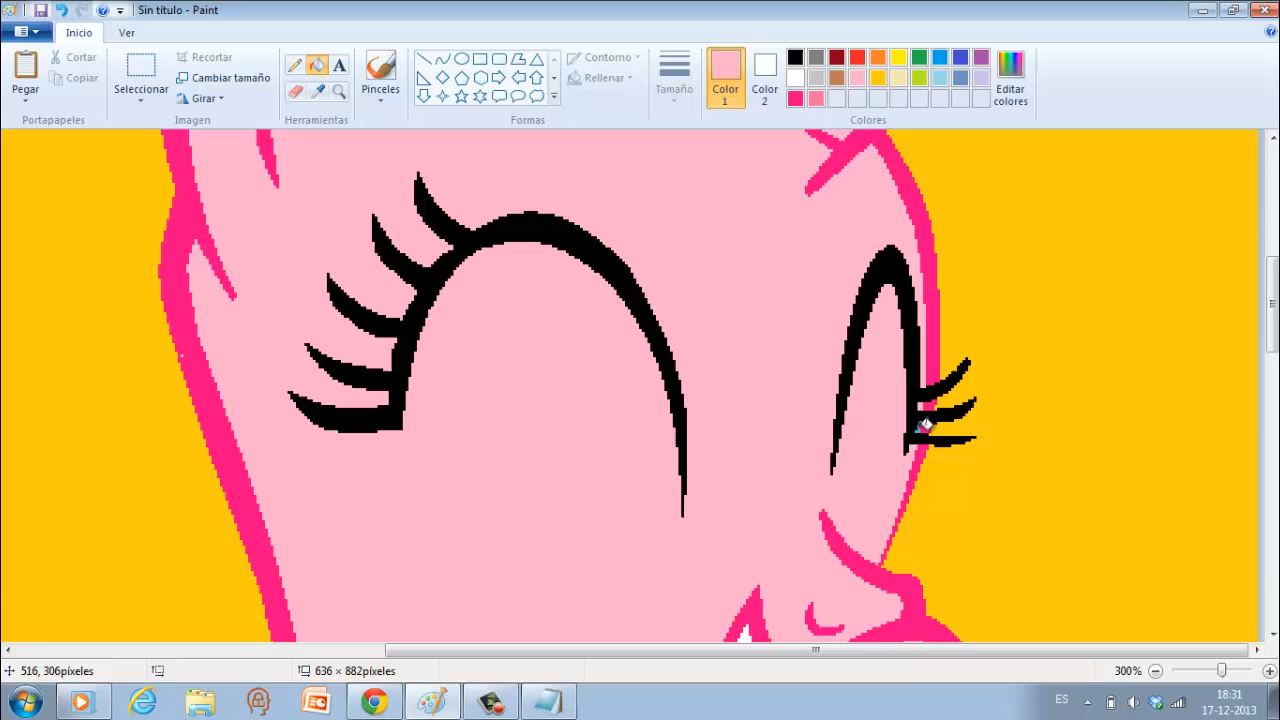 Sin título - Paint
Inicio
Ver
Pegar
Cortar
Copiar
Portapapeles
Seleccionar
Recortar
Cambiar tamaño
Girar
Imagen
A
Herramientas
Pinceles
Contorno
Rellenar
Formas
Tamaño
Color
1
Color
2
Editar
colores
Colores
516, 306píxeles
636 × 882píxeles
300%
ES
18:31
17-12-2013